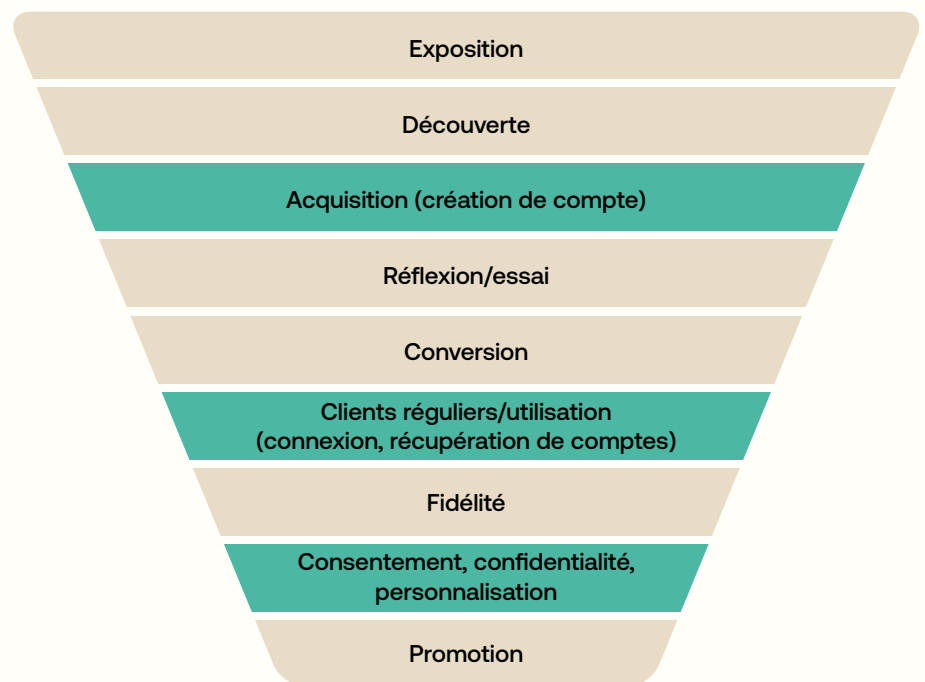 Exposition
Découverte
Acquisition (création de compte)
Réflexion/essai
Conversion
Clients réguliers/utilisation
(connexion, récupération de comptes)
Fidélité
Consentement, confidentialité,
personnalisation
Promotion